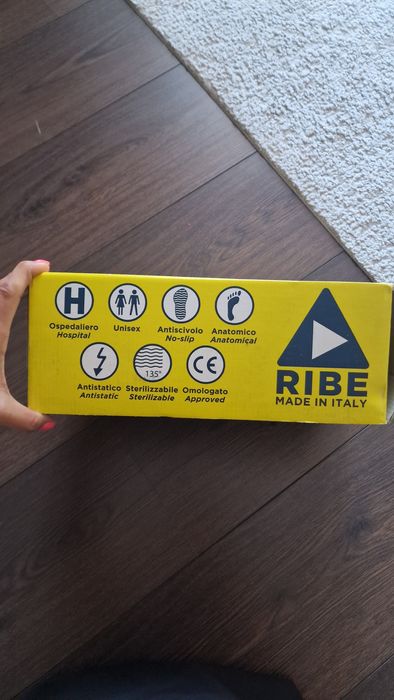 H
Ospedaliero
Hospital
Unisex
Antiscivolo
No-slip
Anatomico
Anatomical
Antistatico
Antistatic
135°
Sterilizzabile
Sterilizable
CE
Omologato
Approved
RIBE
MADE IN ITALY